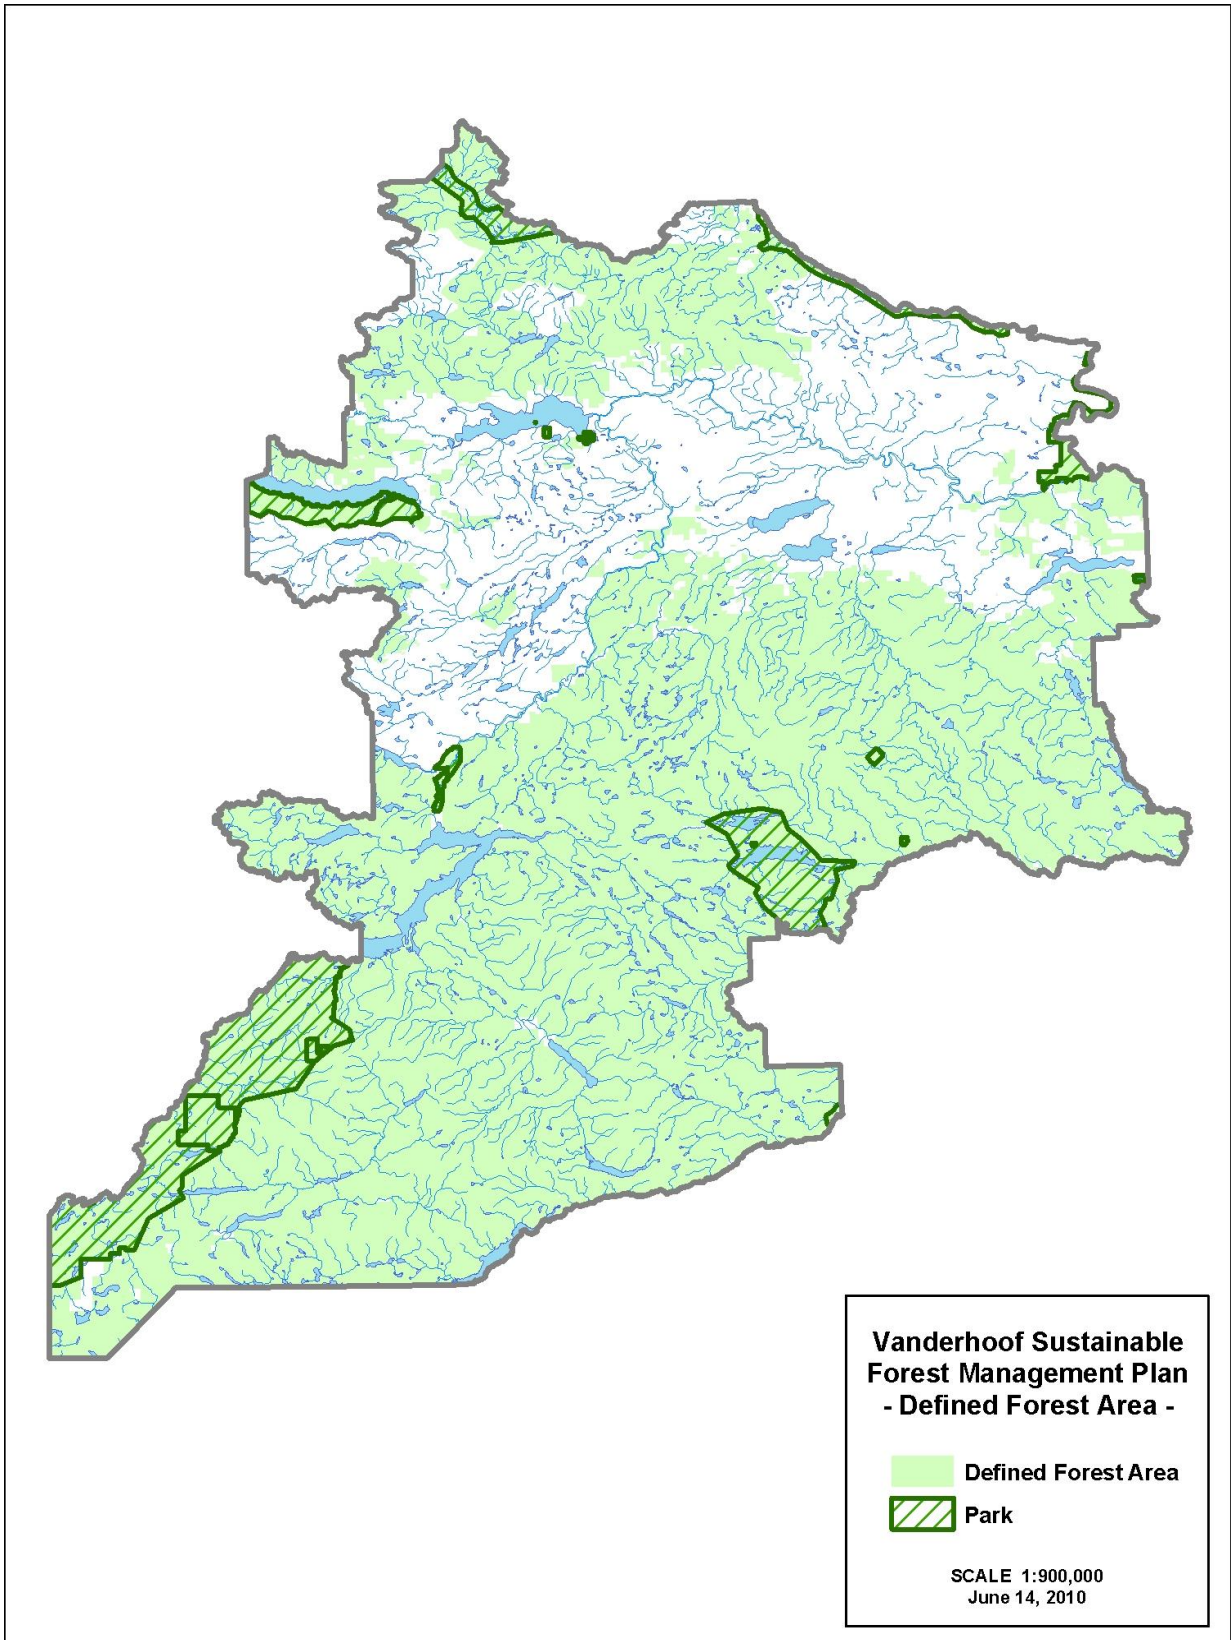 Vanderhoof Sustainable
Forest Management Plan
- Defined Forest Area -
Defined Forest Area
Park
SCALE 1:900,000
June 14, 2010